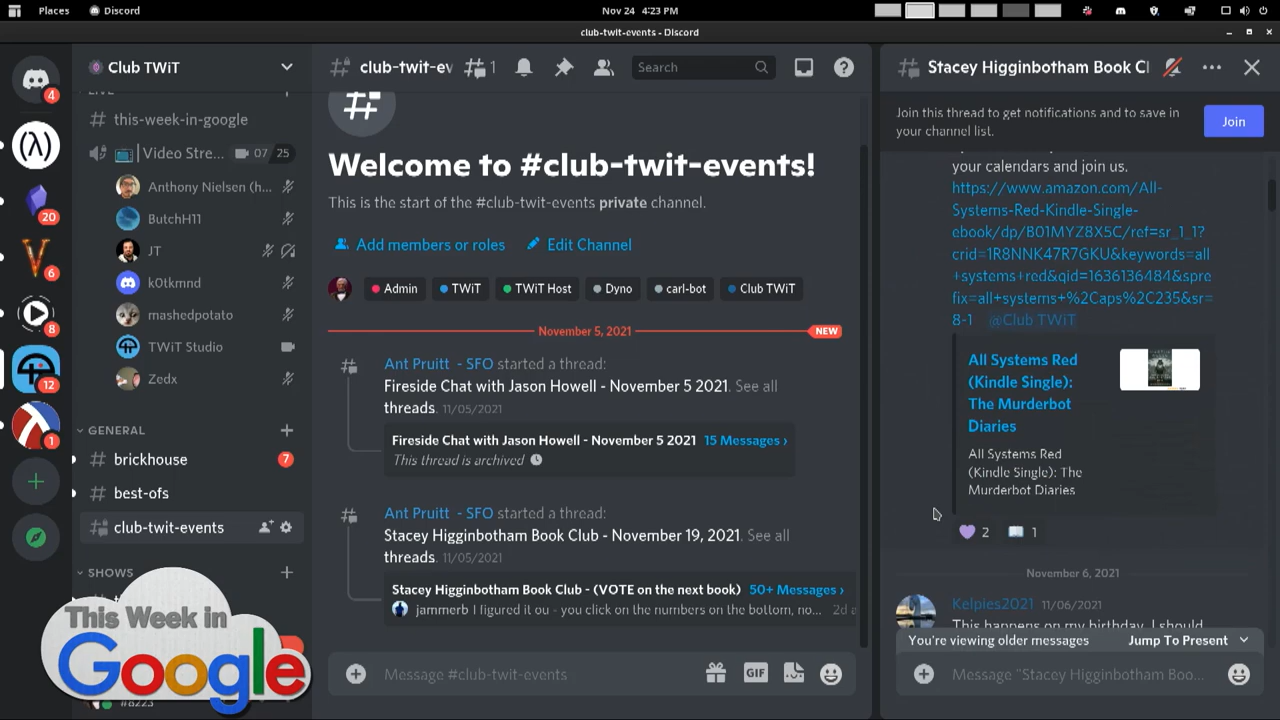 Places
Discord
Nov 24 4:23 PM
club-twit-events - Discord
4
20
6
8
12
1
Club TWiT
LIVE
this-week-in-google
Video Stre...
07
25
Anthony Nielsen (h...
ButchH11
JT
k0tkmnd
mashedpotato
TWiT Studio
Zedx
GENERAL
brickhouse
7
best-ofs
club-twit-events
SHOWS
This Week in
Google
#8223
club-twit-ev
1
Search
Welcome to #club-twit-events!
This is the start of the #club-twit-events private channel.
Add members or roles
Edit Channel
Admin
TWiT
TWiT Host
Dyno
carl-bot
Club TWiT
November 5, 2021
NEW
Ant Pruitt - SFO started a thread:
Fireside Chat with Jason Howell - November 5 2021. See all
threads. 11/05/2021
Fireside Chat with Jason Howell - November 5 2021 15 Messages ›
This thread is archived
Ant Pruitt - SFO started a thread:
Stacey Higginbotham Book Club - November 19, 2021. See all
threads. 11/05/2021
Stacey Higginbotham Book Club - (VOTE on the next book) 50+ Messages ›
jammerb I figured it ou - you click on the numbers on the bottom, no... 2d a
Message #club-twit-events
GIF
Stacey Higginbotham Book Cl
Join this thread to get notifications and to save in
your channel list.
Join
your calendars and join us.
https://www.amazon.com/All-
Systems-Red-Kindle-Single-
ebook/dp/B01MYZ8X5C/ref=sr_1_1?
crid=1R8NNK47R7GKU&keywords=all
+systems+red&qid=1636136484&spre
fix=all+systems+%2Caps%2C235&sr=
8-1 @Club TWiT
All Systems Red
(Kindle Single):
The Murderbot
Diaries
All Systems Red
(Kindle Single): The
Murderbot Diaries
2
1
November 6, 2021
Kelpies2021 11/06/2021
This happens on my birthday. I should
You're viewing older messages
Jump To Present
Message "Stacey Higginbotham Boo...